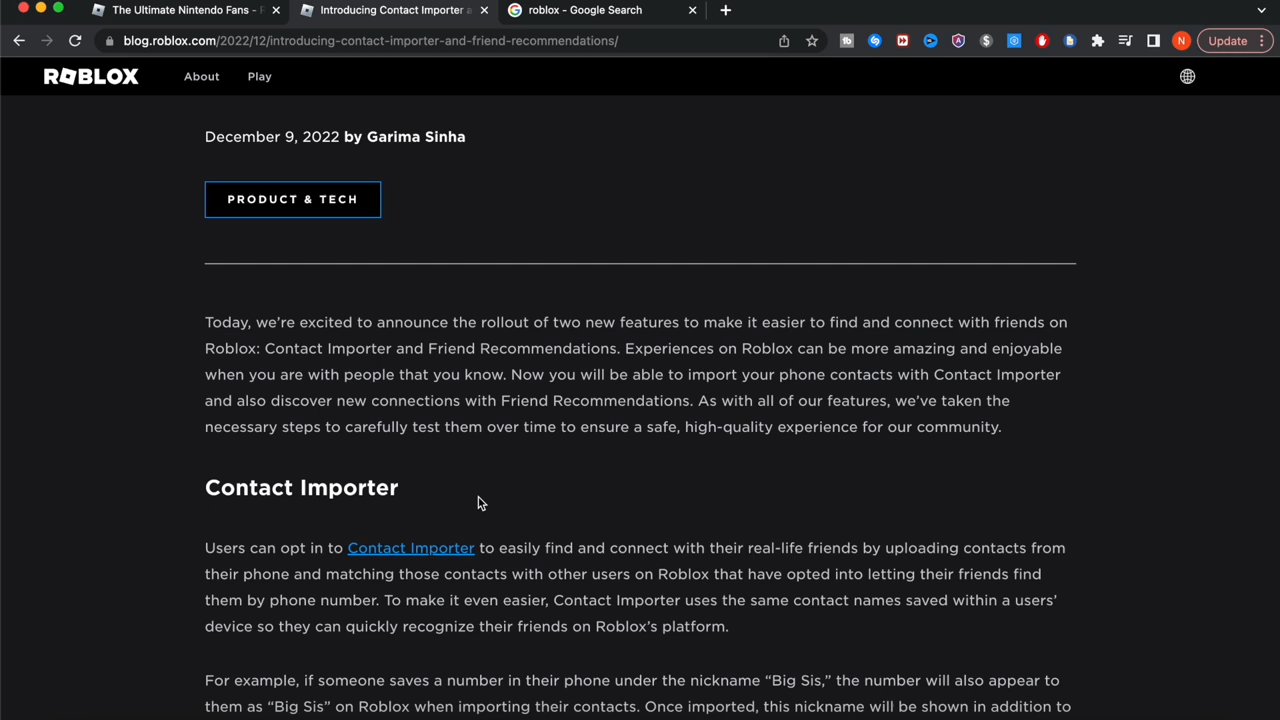 The Ultimate Nintendo Fans -
Introducing Contact Importer
roblox - Google Search
blog.roblox.com/2022/12/introducing-contact-importer-and-friend-recommendations/
N
Update
ROBLOX
About
Play
December 9, 2022 by Garima Sinha
PRODUCT & TECH
Today, we're excited to announce the rollout of two new features to make it easier to find and connect with friends on
Roblox: Contact Importer and Friend Recommendations. Experiences on Roblox can be more amazing and enjoyable
when you are with people that you know. Now you will be able to import your phone contacts with Contact Importer
and also discover new connections with Friend Recommendations. As with all of our features, we've taken the
necessary steps to carefully test them over time to ensure a safe, high-quality experience for our community.
Contact Importer
Users can opt in to Contact Importer to easily find and connect with their real-life friends by uploading contacts from
their phone and matching those contacts with other users on Roblox that have opted into letting their friends find
them by phone number. To make it even easier, Contact Importer uses the same contact names saved within a users'
device so they can quickly recognize their friends on Roblox's platform.
For example, if someone saves a number in their phone under the nickname “Big Sis,” the number will also appear to
them as “Big Sis” on Roblox when importing their contacts. Once imported, this nickname will be shown in addition to